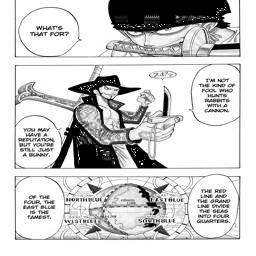 WHAT'S
THAT FOR?
I'M NOT
THE KIND OF
FOOL WHO
HUNTS
RABBITS
WITH A
CANNON.
YOU MAY
HAVE A
REPUTATION,
BUT YOU'RE
STILL JUST
A BUNNY.
THE
RED LINE
AND THE
GRAND LINE
DIVIDE THE
SEAS
INTO FOUR
QUARTERS.
OF THE
FOUR, THE
EAST BLUE
IS THE
TAMEST.
NORTH BLUE
EAST BLUE
WEST BLUE
SOUTH BLUE